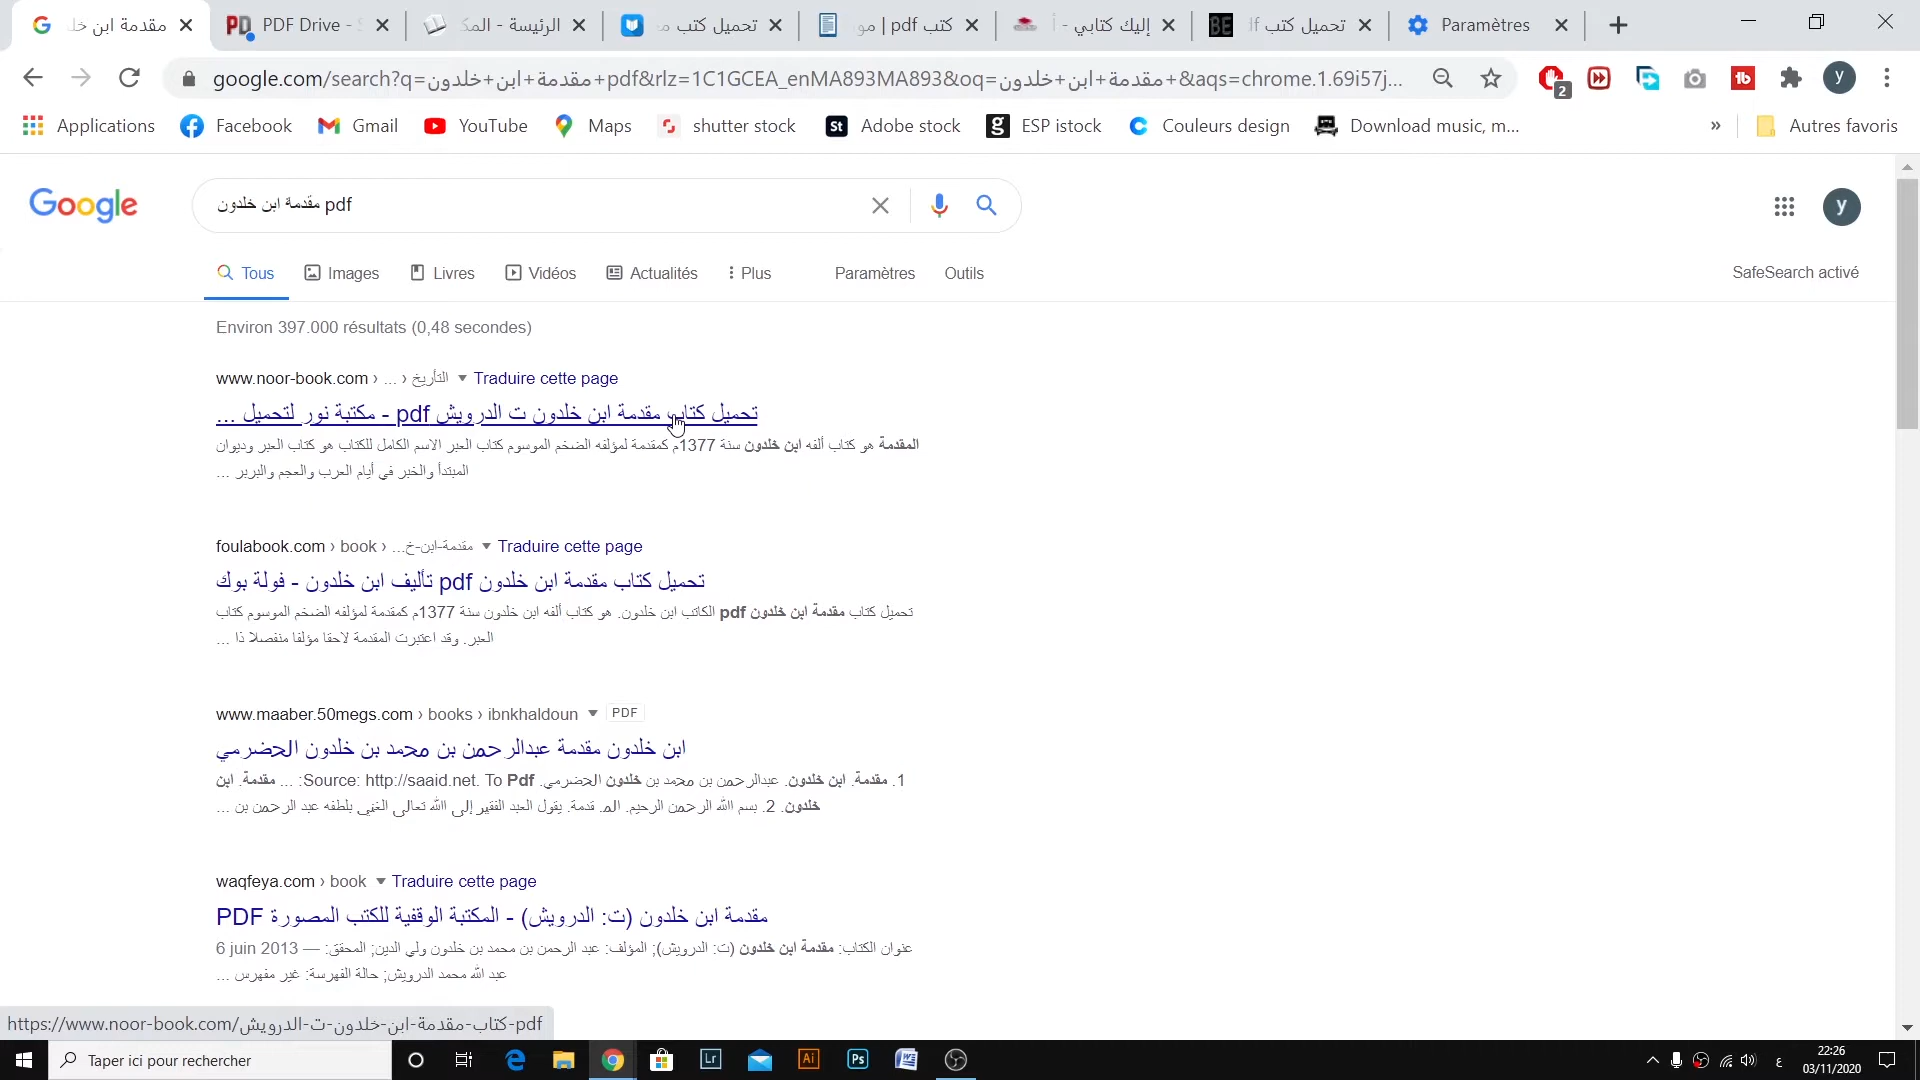 مقدمة ابن خلد
PDF Drive - S
الرئيسة - المك
تحميل كتب مج
كتب pdf | مو
إليك كتابي - أ
تحميل كتب df
Paramètres
google.com/search?q=مقدمة+ابن+خلدون+pdf&rlz=1C1GCEA_enMA893MA893&oq=مقدمة+ابن+خلدون+&aqs=chrome.1.69i57j...
Applications Facebook Gmail YouTube Maps shutter stock Adobe stock ESP istock Couleurs design Download music, m... » Autres favoris
Google
مقدمة ابن خلدون pdf
Tous Images Livres Vidéos Actualités Plus Paramètres Outils SafeSearch activé
Environ 397.000 résultats (0,48 secondes)
www.noor-book.com › ... › التأريخ Traduire cette page
تحميل كتاب مقدمة ابن خلدون ت الدرويش pdf - مكتبة نور لتحميل ...
المقدمة هو كتاب ألفه ابن خلدون سنة 1377م كمقدمة لمؤلفه الضخم الموسوم كتاب العبر الاسم الكامل للكتاب هو كتاب العبر وديوان
المبتدأ والخبر في أيام العرب والعجم والبربر ...
foulabook.com › book › مقدمة-ابن-خ... Traduire cette page
تحميل كتاب مقدمة ابن خلدون pdf تأليف ابن خلدون - فولة بوك
تحميل كتاب مقدمة ابن خلدون pdf الكاتب ابن خلدون. هو كتاب ألفه ابن خلدون سنة 1377م كمقدمة لمؤلفه الضخم الموسوم كتاب
العبر. وقد اعتبرت المقدمة لاحقا مؤلفا منفصلا ذا ...
www.maaber.50megs.com › books › ibnkhaldoun PDF
ابن خلدون مقدمة عبدالرحمن بن محمد بن خلدون الحضرمي
1. مقدمة. ابن خلدون. عبدالرحمن بن محمد بن خلدون الحضرمي. Source: http://saaid.net. To Pdf: ... مقدمة. ابن
خلدون. 2. بسم االله الرحمن الرحيم. المـ. قدمة. يقول العبد الفقير إلى االله تعالى الغني بلطفه عبد الرحمن بن ...
waqfeya.com › book Traduire cette page
مقدمة ابن خلدون (ت: الدرويش) - المكتبة الوقفية للكتب المصورة PDF
6 juin 2013 — عنوان الكتاب: مقدمة ابن خلدون (ت: الدرويش); المؤلف: عبد الرحمن بن محمد بن خلدون ولي الدين; المحقق:
عبد الله محمد الدرويش; حالة الفهرسة: غير مفهرس ...
https://www.noor-book.com/كتاب-مقدمة-ابن-خلدون-ت-الدرويش-pdf
Taper ici pour rechercher
22:26
03/11/2020